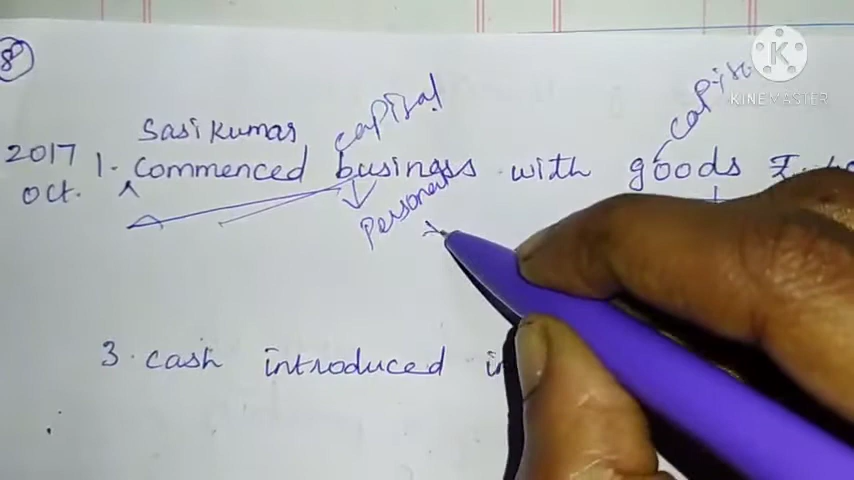 8
capital
capital
KINEMASTER
Sasikumar
2017 1. Commenced business with goods ₹
Oct. Personal
3. cash introduced